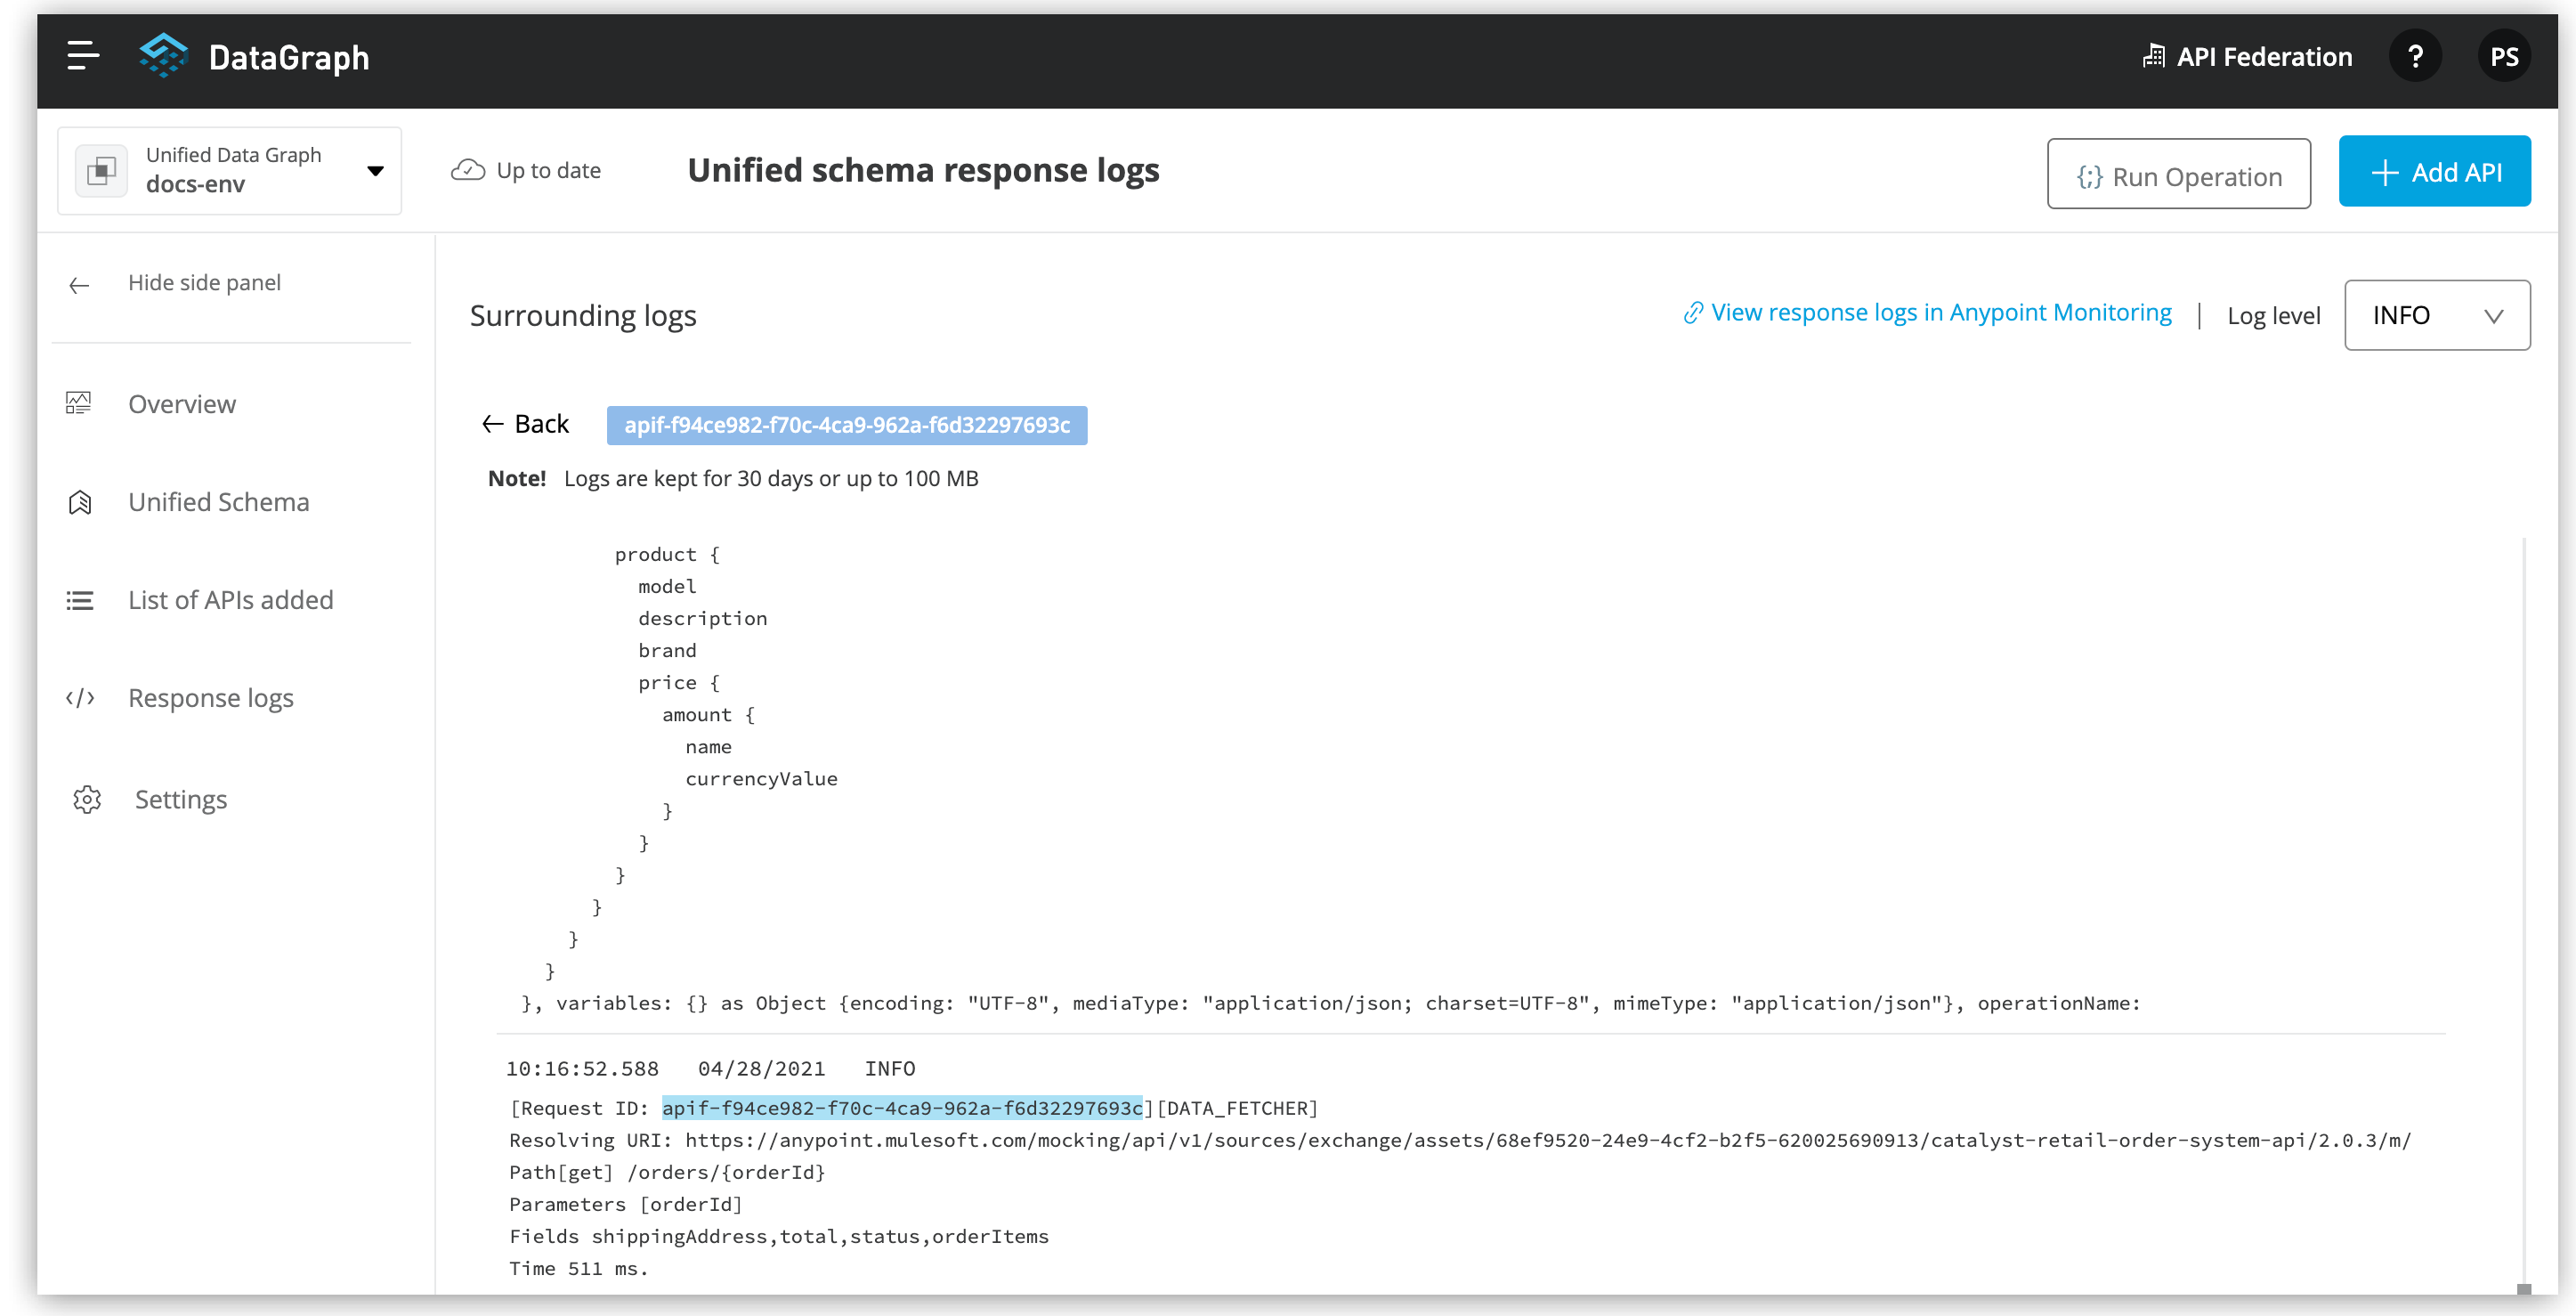 DataGraph
API Federation
?
PS
Unified Data Graph
docs-env
Up to date
Unified schema response logs
{;} Run Operation
+ Add API
Hide side panel
Overview
Unified Schema
List of APIs added
Response logs
Settings
Surrounding logs
View response logs in Anypoint Monitoring | Log level
INFO
← Back
apif-f94ce982-f70c-4ca9-962a-f6d32297693c
Note! Logs are kept for 30 days or up to 100 MB
product {
model
description
brand
price {
amount {
name
currencyValue
}
}
}
}
}
}
}, variables: {} as Object {encoding: "UTF-8", mediaType: "application/json; charset=UTF-8", mimeType: "application/json"}, operationName:
10:16:52.588 04/28/2021 INFO
[Request ID: apif-f94ce982-f70c-4ca9-962a-f6d32297693c][DATA_FETCHER]
Resolving URI: https://anypoint.mulesoft.com/mocking/api/v1/sources/exchange/assets/68ef9520-24e9-4cf2-b2f5-620025690913/catalyst-retail-order-system-api/2.0.3/m/
Path[get] /orders/{orderId}
Parameters [orderId]
Fields shippingAddress,total,status,orderItems
Time 511 ms.